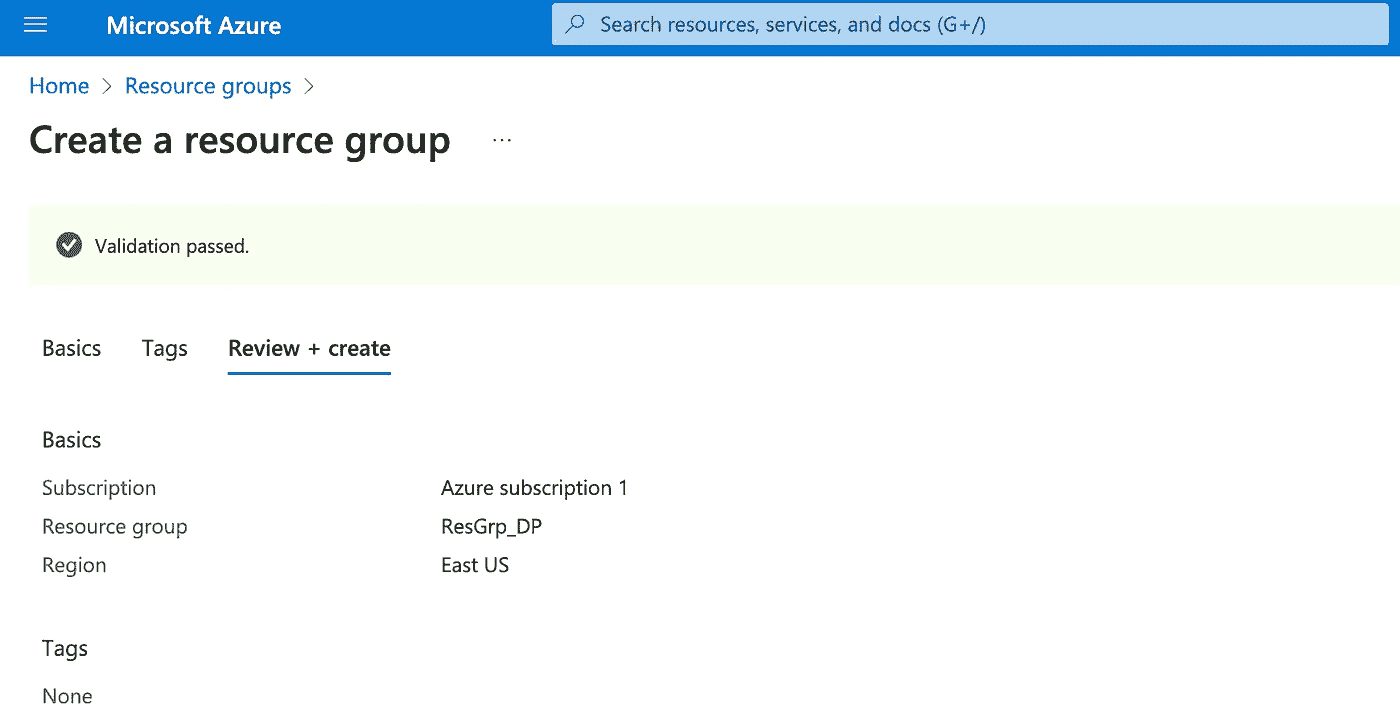 Microsoft Azure
Search resources, services, and docs (G+/)
Home > Resource groups >
Create a resource group ...
Validation passed.
Basics Tags Review + create
Basics
Subscription Azure subscription 1
Resource group ResGrp_DP
Region East US
Tags
None